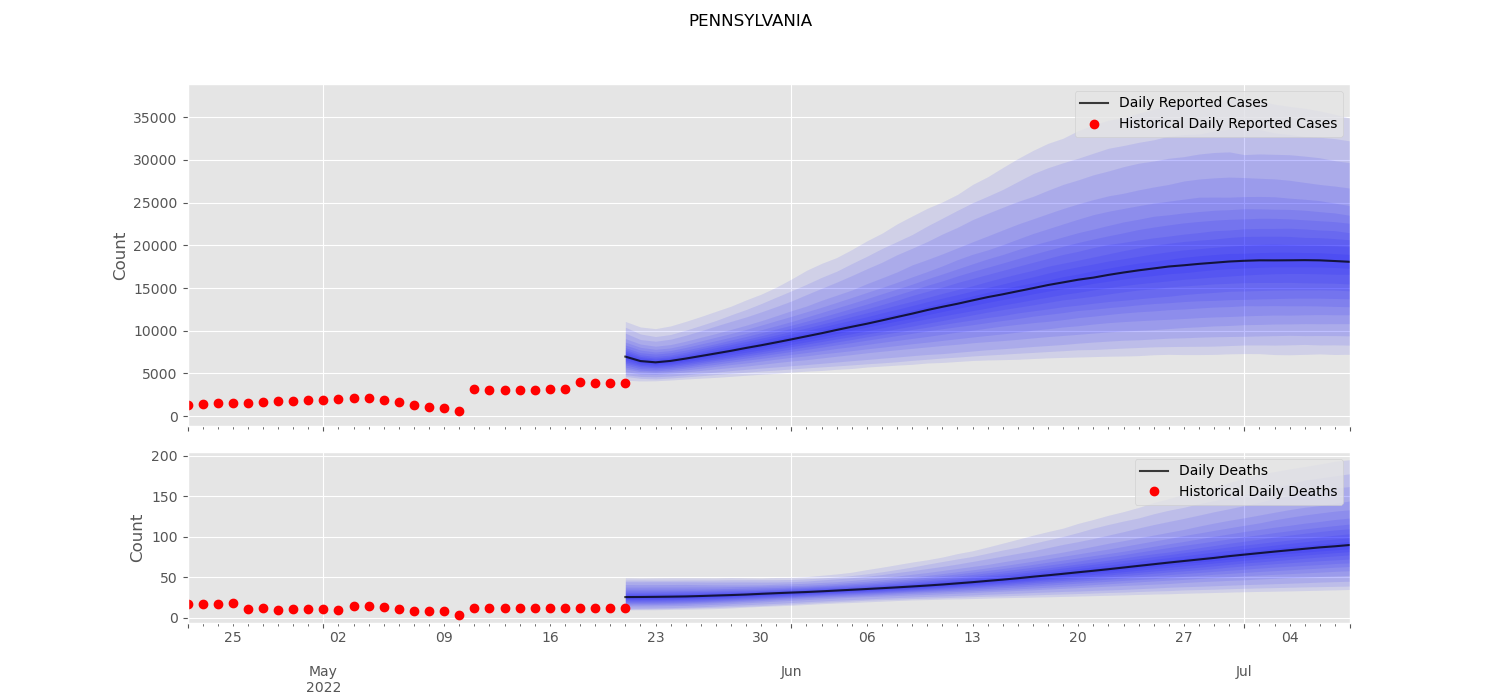 PENNSYLVANIA
Daily Reported Cases
Historical Daily Reported Cases
Count
35000
30000
25000
20000
15000
10000
5000
0
Daily Deaths
Historical Daily Deaths
Count
200
150
100
50
0
25 02 09 16 23 30 06 13 20 27 04
May Jun Jul
2022